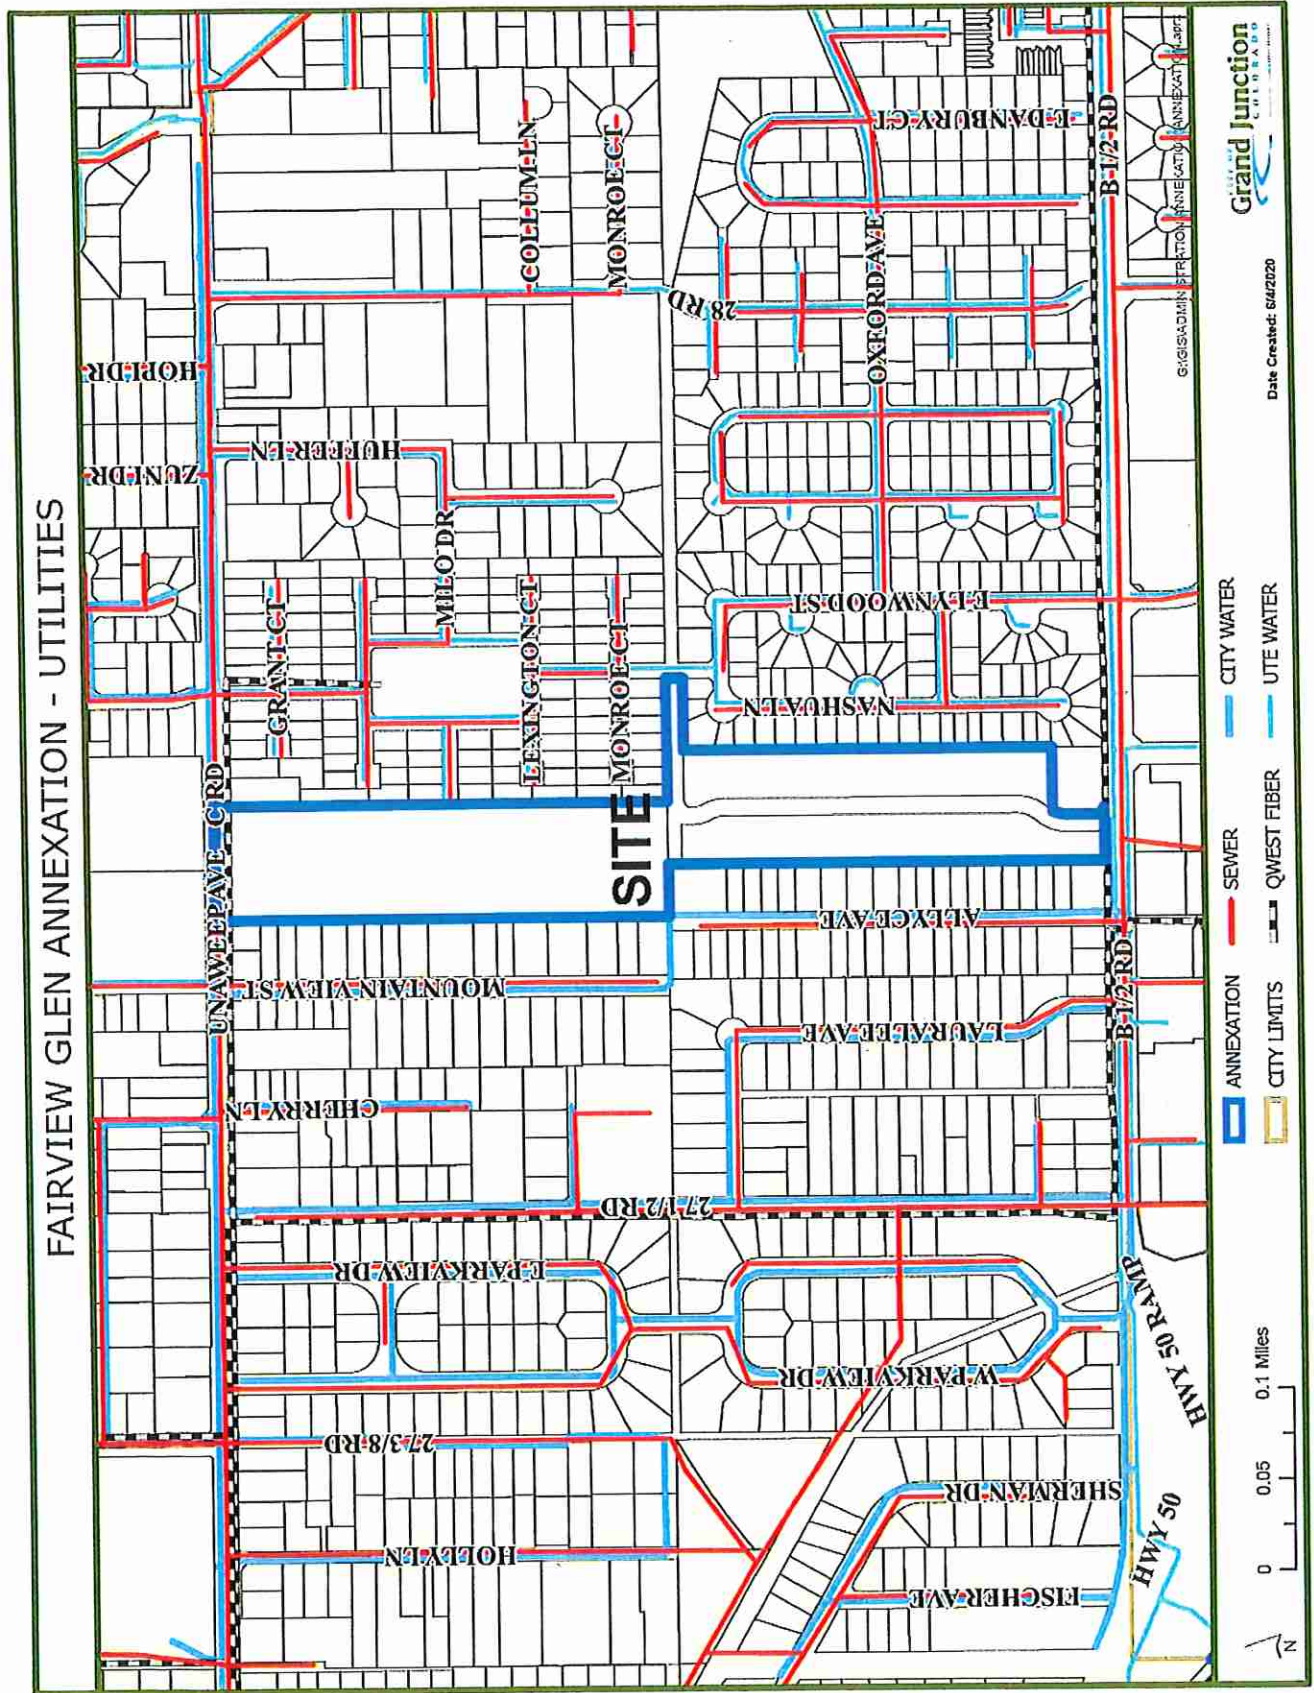 FAIRVIEW GLEN ANNEXATION - UTILITIES
HOPI DR
ZUNI DR
UNAWEEP AVE
C RD
HUFFER LN
GRANT CT
MILO DR
COLLUM LN
MONROE CT
LEXINGTON CT
MONROE CT
MOUNTAIN VIEW ST
CHERRY LN
E PARKVIEW DR
27 3/8 RD
HOLLY LN
SITE
27 1/2 RD
28 RD
OXFORD AVE
E DANBURY CT
E LYNWOOD ST
NASHUA LN
ALLYCE AVE
LAURALEE AVE
W PARKVIEW DR
SHERMAN DR
FISCHER AVE
B 1/2 RD
B 1/2 RD
HWY 50 RAMP
HWY 50
N
0 0.05 0.1 Miles
ANNEXATION
CITY LIMITS
SEWER
QWEST FIBER
CITY WATER
UTE WATER
Date Created: 6/4/2020
CITY OF
Grand Junction
COLORADO